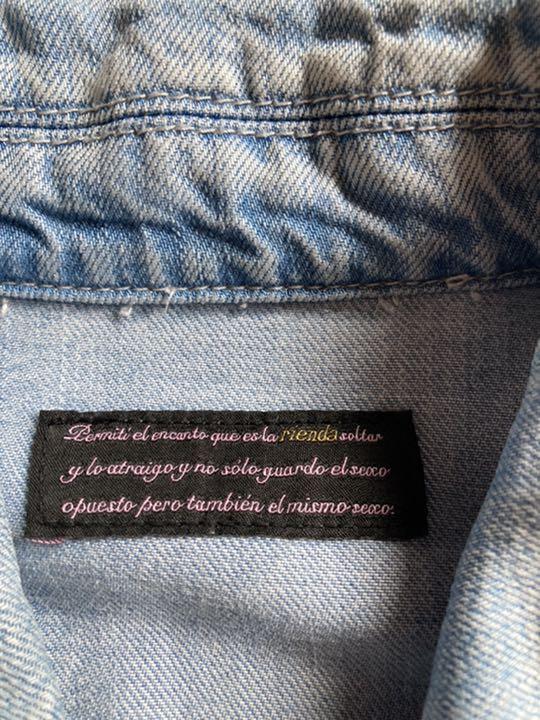 Permití el encanto que es la rienda soltar
y lo atraigo y no sólo guardo el sexo
opuesto pero también el mismo sexo.